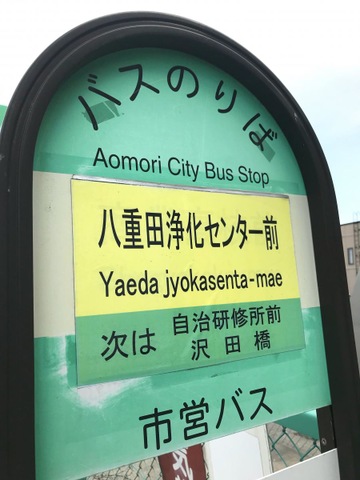 バスのりば
Aomori City Bus Stop
八重田浄化センター前
Yaeda jyokasenta-mae
次は 自治研修所前
沢田橋
市営バス